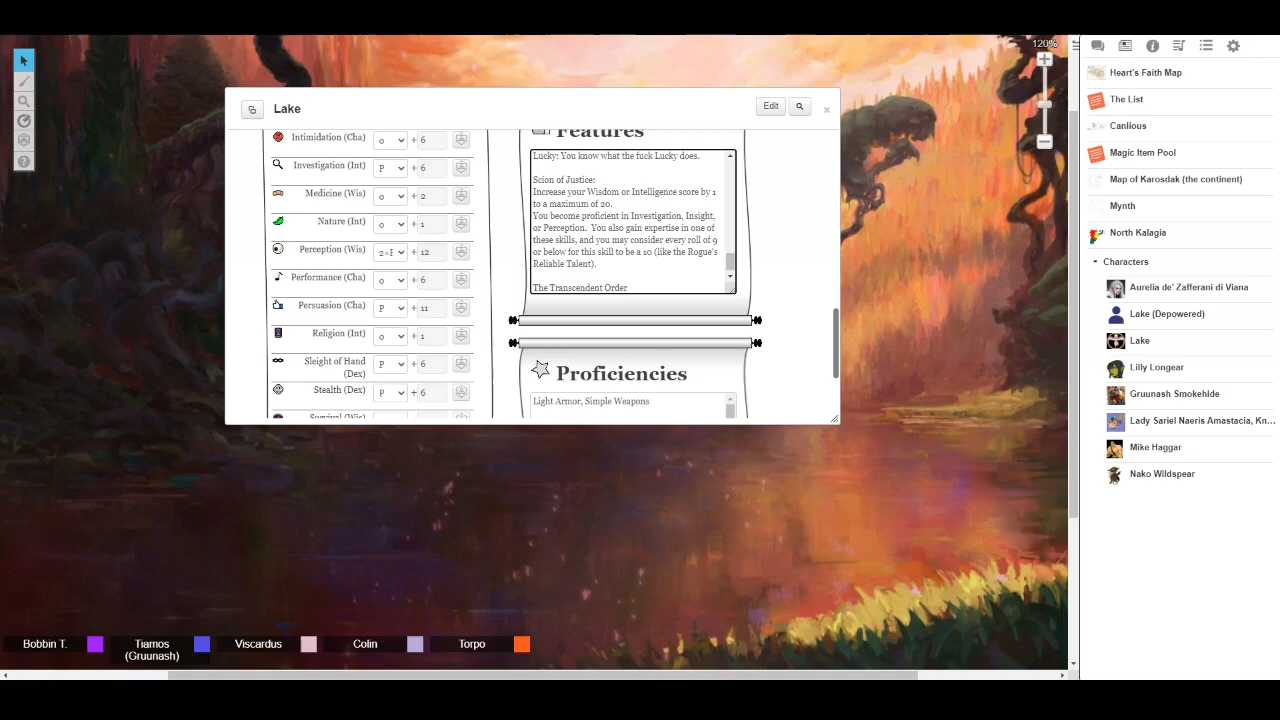 120%
Lake
Edit
Intimidation (Cha) 0 + 6
Investigation (Int) P + 6
Medicine (Wis) 0 + 2
Nature (Int) 0 + 1
Perception (Wis) + 12
Performance (Cha) 0 + 6
Persuasion (Cha) P + 11
Religion (Int) 0 + 1
Sleight of Hand
(Dex) P + 6
Stealth (Dex) P + 6
Survival (Wis)
Features
Lucky: You know what the fuck Lucky does.
Scion of Justice:
Increase your Wisdom or Intelligence score by 1
to a maximum of 20.
You become proficient in Investigation, Insight,
or Perception. You also gain expertise in one of
these skills, and you may consider every roll of 9
or below for this skill to be a 10 (like the Rogue's
Reliable Talent).
The Transcendent Order
Proficiencies
Light Armor, Simple Weapons
Bobbin T.
Tiamos
(Gruunash)
Viscardus
Colin
Torpo
Heart's Faith Map
The List
Canlious
Magic Item Pool
Map of Karosdak (the continent)
Mynth
North Kalagia
Characters
Aurelia de' Zafferani di Viana
Lake (Depowered)
Lake
Lilly Longear
Gruunash Smokehide
Lady Sariel Naeris Amastacia, Kn...
Mike Haggar
Nako Wildspear